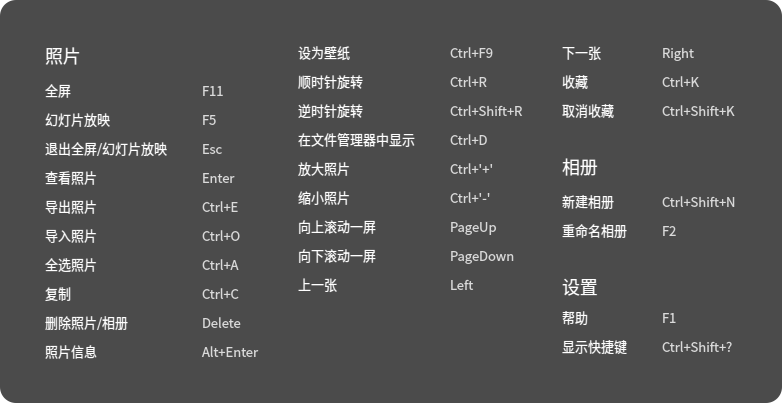 照片
全屏 F11
幻灯片放映 F5
退出全屏/幻灯片放映 Esc
查看照片 Enter
导出照片 Ctrl+E
导入照片 Ctrl+O
全选照片 Ctrl+A
复制 Ctrl+C
删除照片/相册 Delete
照片信息 Alt+Enter
设为壁纸 Ctrl+F9
顺时针旋转 Ctrl+R
逆时针旋转 Ctrl+Shift+R
在文件管理器中显示 Ctrl+D
放大照片 Ctrl+'+'
缩小照片 Ctrl+'-'
向上滚动一屏 PageUp
向下滚动一屏 PageDown
上一张 Left
下一张 Right
收藏 Ctrl+K
取消收藏 Ctrl+Shift+K
相册
新建相册 Ctrl+Shift+N
重命名相册 F2
设置
帮助 F1
显示快捷键 Ctrl+Shift+?